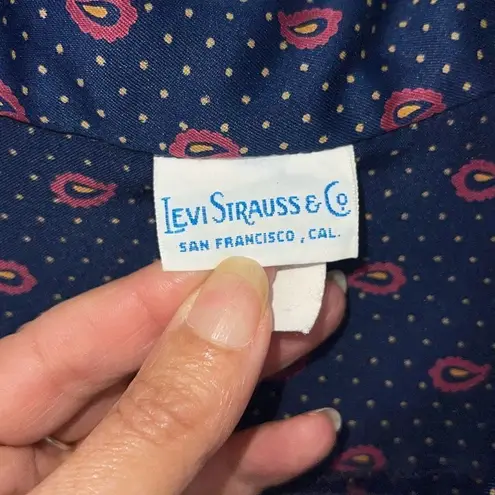 LEVI STRAUSS & Co
SAN FRANCISCO, CAL.